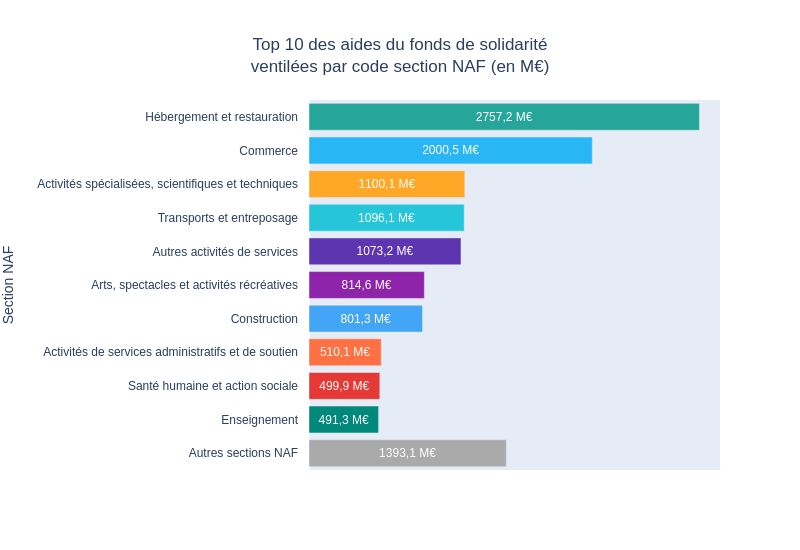 Top 10 des aides du fonds de solidarité
ventilées par code section NAF (en M€)
Section NAF
Hébergement et restauration 2757,2 M€
Commerce 2000,5 M€
Activités spécialisées, scientifiques et techniques 1100,1 M€
Transports et entreposage 1096,1 M€
Autres activités de services 1073,2 M€
Arts, spectacles et activités récréatives 814,6 M€
Construction 801,3 M€
Activités de services administratifs et de soutien 510,1 M€
Santé humaine et action sociale 499,9 M€
Enseignement 491,3 M€
Autres sections NAF 1393,1 M€